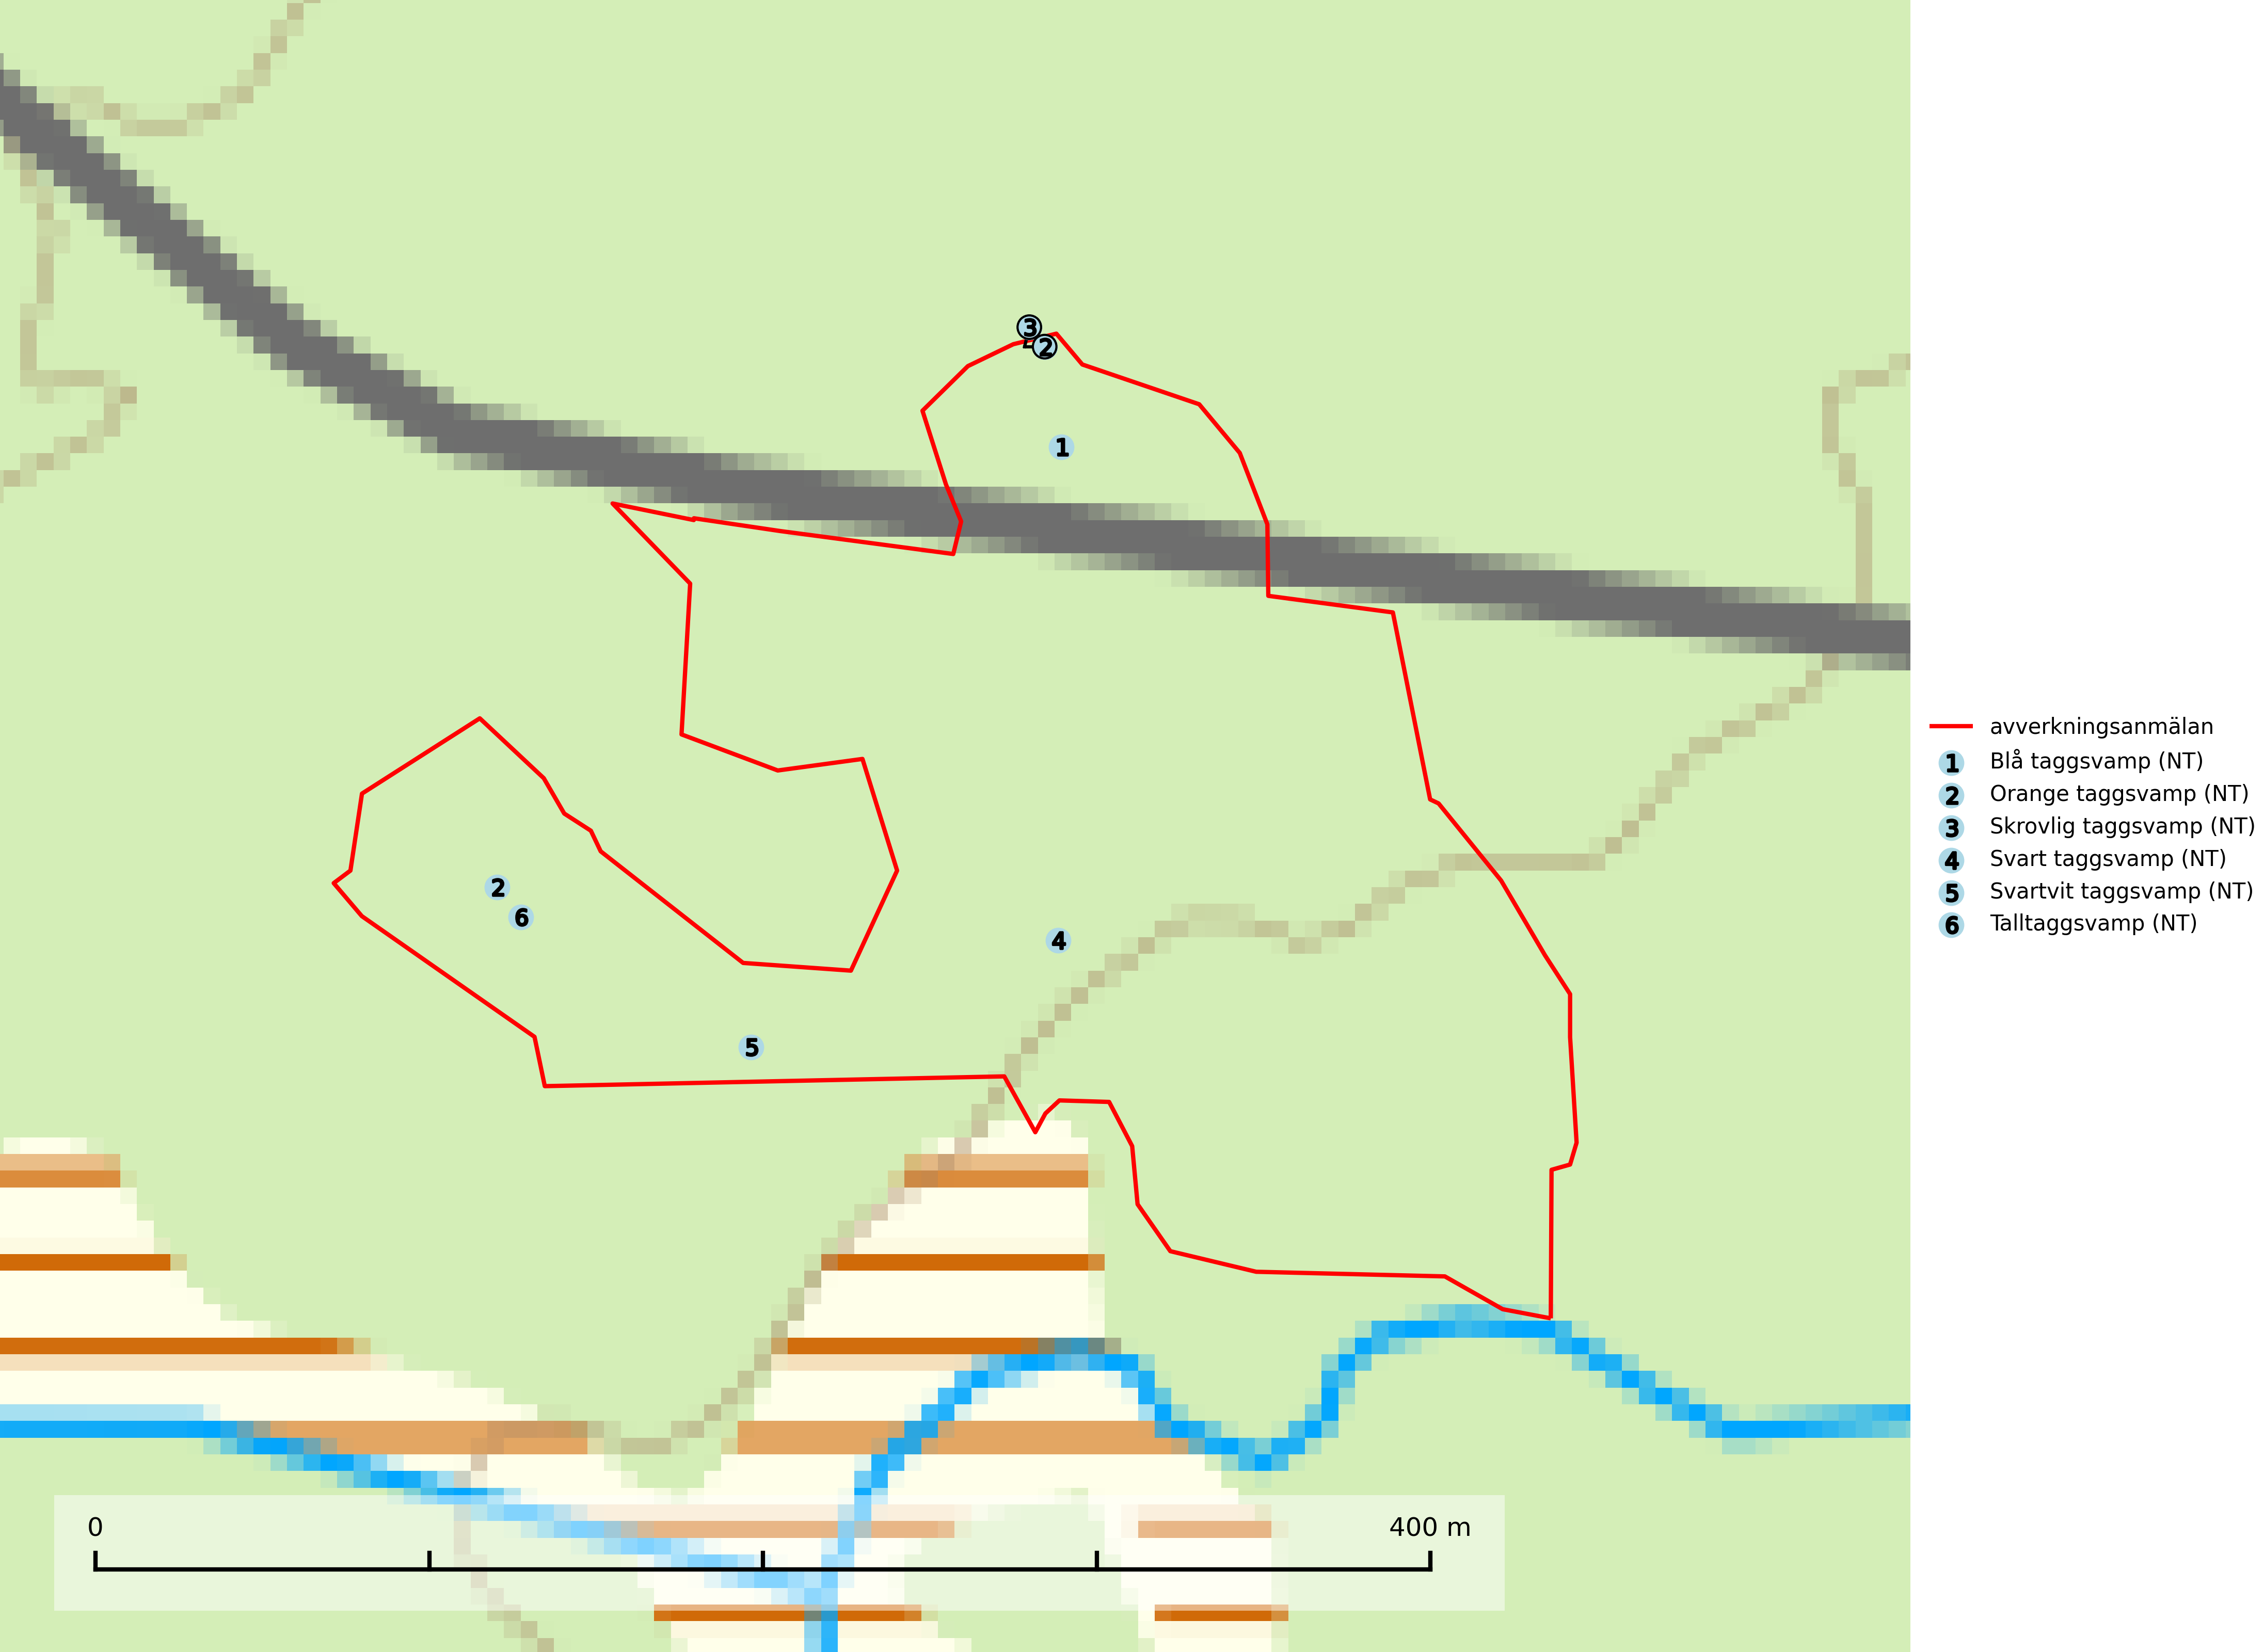 3
2
1
2
6
4
5
avverkningsanmälan
1 Blå taggsvamp (NT)
2 Orange taggsvamp (NT)
3 Skrovlig taggsvamp (NT)
4 Svart taggsvamp (NT)
5 Svartvit taggsvamp (NT)
6 Talltaggsvamp (NT)
0 400 m